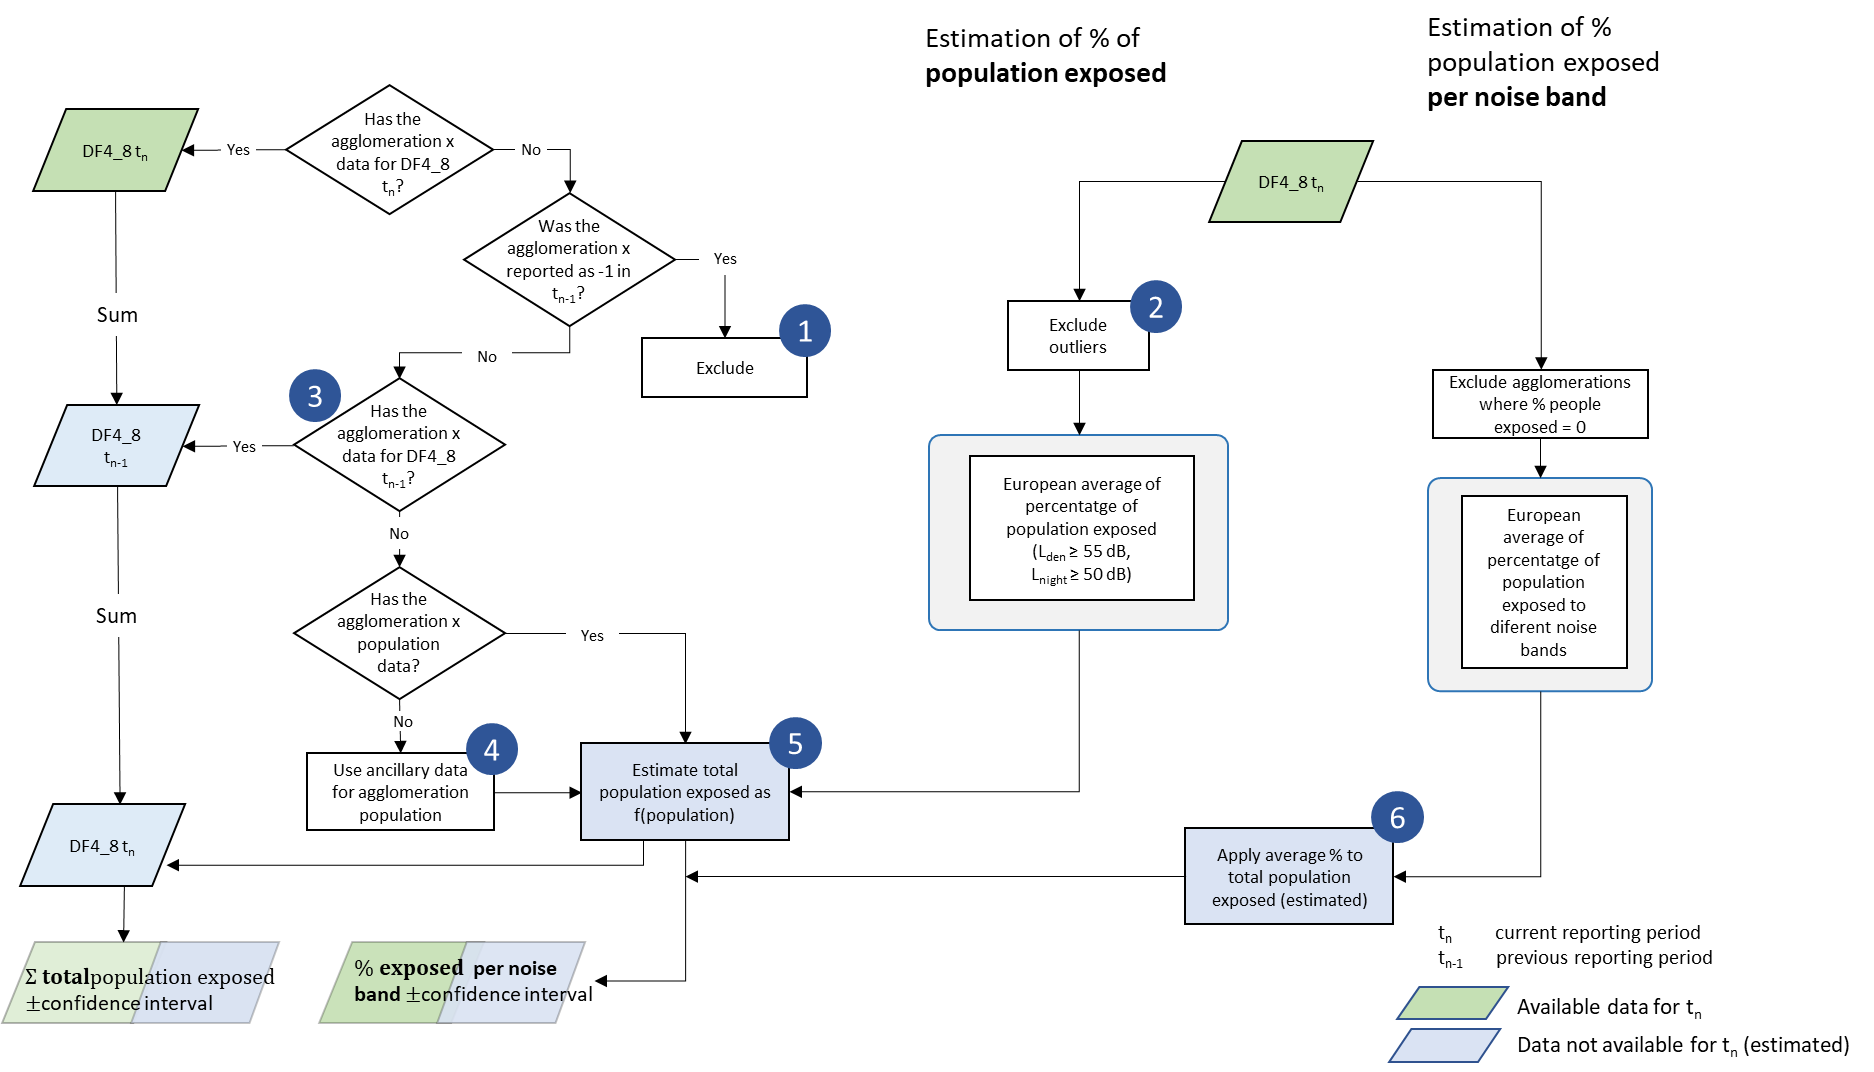 Estimation of % of
population exposed
Estimation of %
population exposed
per noise band
DF4_8 tn
Yes
Has the
agglomeration x
data for DF4_8
tn?
No
Was the
agglomeration x
reported as -1 in
tn-1?
Yes
1
Exclude
No
Sum
3
Has the
agglomeration x
data for DF4_8
tn-1?
Yes
DF4_8
tn-1
No
Has the
agglomeration x
population
data?
Yes
No
Sum
4
Use ancillary data
for agglomeration
population
5
Estimate total
population exposed as
f(population)
DF4_8 tn
Σ totalpopulation exposed
±confidence interval
% exposed per noise
band ±confidence interval
DF4_8 tn
2
Exclude
outliers
European average of
percentatge of
population exposed
(Lden ≥ 55 dB,
Lnight ≥ 50 dB)
Exclude agglomerations
where % people
exposed = 0
European
average of
percentatge of
population
exposed to
diferent noise
bands
6
Apply average % to
total population
exposed (estimated)
tn current reporting period
tn-1 previous reporting period
Available data for tn
Data not available for tn (estimated)